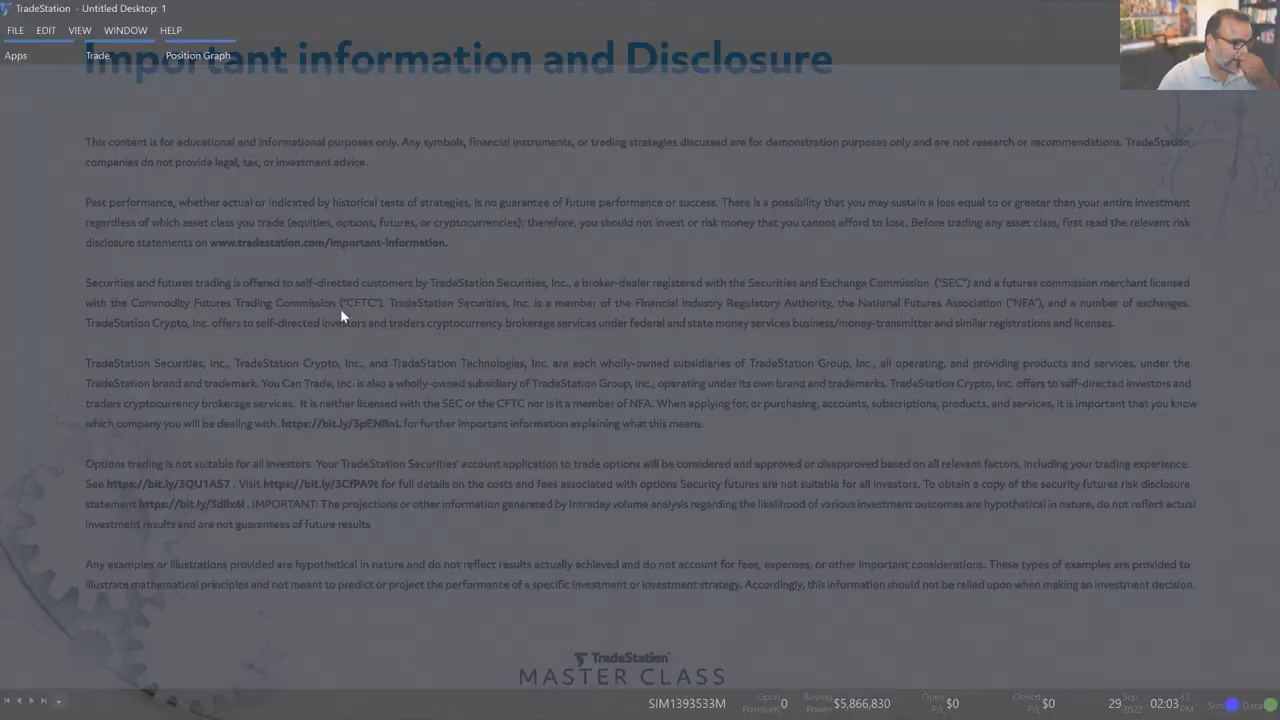 TradeStation - Untitled Desktop: 1
FILE EDIT VIEW WINDOW HELP
Apps Trade Position Graph
Important information and Disclosure
This content is for educational and informational purposes only. Any symbols, financial instruments, or trading strategies discussed are for demonstration purposes only and are not research or recommendations. TradeStation
companies do not provide legal, tax, or investment advice.
Past performance, whether actual or indicated by historical tests of strategies, is no guarantee of future performance or success. There is a possibility that you may sustain a loss equal to or greater than your entire investment
regardless of which asset class you trade (equities, options, futures, or cryptocurrencies); therefore, you should not invest or risk money that you cannot afford to lose. Before trading any asset class, first read the relevant risk
disclosure statements on www.tradestation.com/important-information.
Securities and futures trading is offered to self-directed customers by TradeStation Securities, Inc., a broker-dealer registered with the Securities and Exchange Commission ("SEC") and a futures commission merchant licensed
with the Commodity Futures Trading Commission ("CFTC"). TradeStation Securities, Inc. is a member of the Financial Industry Regulatory Authority, the National Futures Association ("NFA"), and a number of exchanges.
TradeStation Crypto, Inc. offers to self-directed investors and traders cryptocurrency brokerage services under federal and state money services business/money-transmitter and similar registrations and licenses.
TradeStation Securities, Inc., TradeStation Crypto, Inc., and TradeStation Technologies, Inc. are each wholly-owned subsidiaries of TradeStation Group, Inc., all operating, and providing products and services, under the
TradeStation brand and trademark. You Can Trade, Inc. is also a wholly-owned subsidiary of TradeStation Group, Inc., operating under its own brand and trademarks. TradeStation Crypto, Inc. offers to self-directed investors and
traders cryptocurrency brokerage services. It is neither licensed with the SEC or the CFTC nor is it a member of NFA. When applying for, or purchasing, accounts, subscriptions, products, and services, it is important that you know
which company you will be dealing with. for further important information explaining what this means.
Options trading is not suitable for all investors. Your TradeStation Securities' account application to trade options will be considered and approved or disapproved based on all relevant factors, including your trading experience.
See https://bit.ly/3QU1AS7 . Visit https://bit.ly/3CfPA9t for full details on the costs and fees associated with options Security futures are not suitable for all investors. To obtain a copy of the security futures risk disclosure
statement . IMPORTANT: The projections or other information generated by Intraday volume analysis regarding the likelihood of various investment outcomes are hypothetical in nature, do not reflect actual
investment results and are not guarantees of future results
Any examples or illustrations provided are hypothetical in nature and do not reflect results actually achieved and do not account for fees, expenses, or other important considerations. These types of examples are provided to
illustrate mathematical principles and not meant to predict or project the performance of a specific investment or investment strategy. Accordingly, this information should not be relied upon when making an investment decision.
TradeStation
MASTER CLASS
SIM1393533M Open Positions 0 Buying Power $5,866,830 Open P/L $0 Closed P/L $0 29 Sep 2022 02:03 PM Sim Data